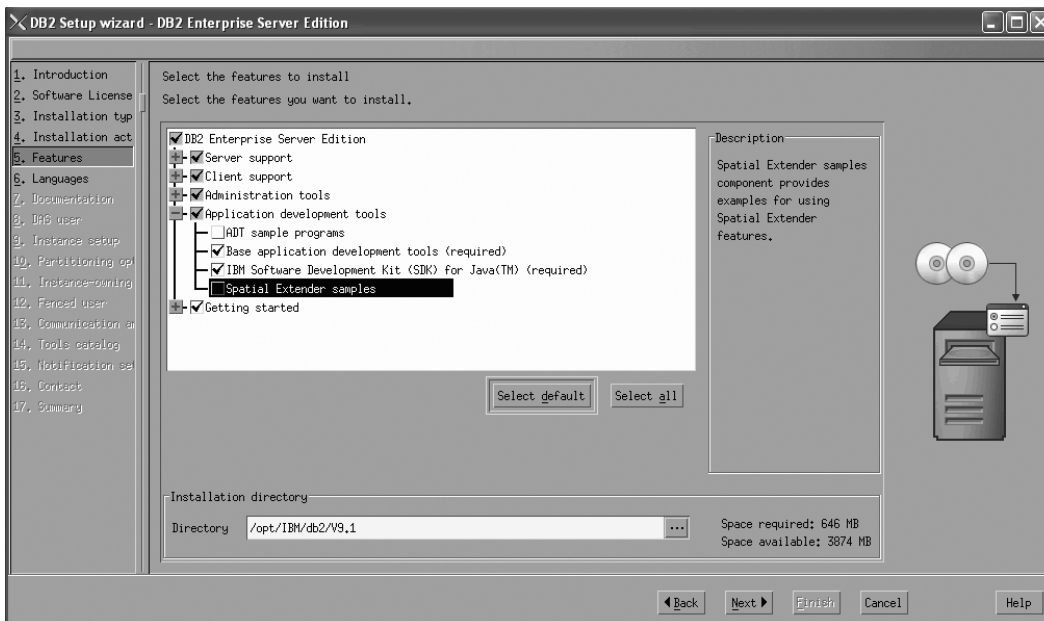 DB2 Setup wizard - DB2 Enterprise Server Edition
1. Introduction
2. Software License
3. Installation typ
4. Installation act
5. Features
6. Languages
7. Documentation
8. DAS user
9. Instance setup
10. Partitioning op
11. Instance-owning
12. Fenced user
13. Communication an
14. Tools catalog
15. Notification set
16. Contact
17. Summary
Select the features to install
Select the features you want to install.
DB2 Enterprise Server Edition
Server support
Client support
Administration tools
Application development tools
ADT sample programs
Base application development tools (required)
IBM Software Development Kit (SDK) for Java(TM) (required)
Spatial Extender samples
Getting started
Select default
Select all
Description
Spatial Extender samples
component provides
examples for using
Spatial Extender
features.
Installation directory
Directory /opt/IBM/db2/V9.1 ...
Space required: 646 MB
Space available: 3874 MB
Back Next Finish Cancel Help